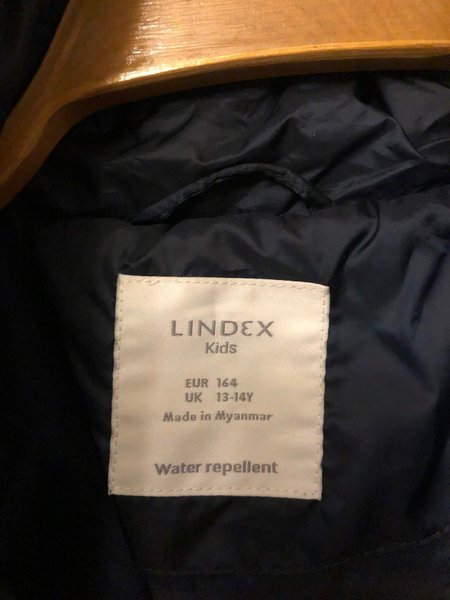 LINDEX
Kids
EUR 164
UK 13-14Y
Made in Myanmar
Water repellent